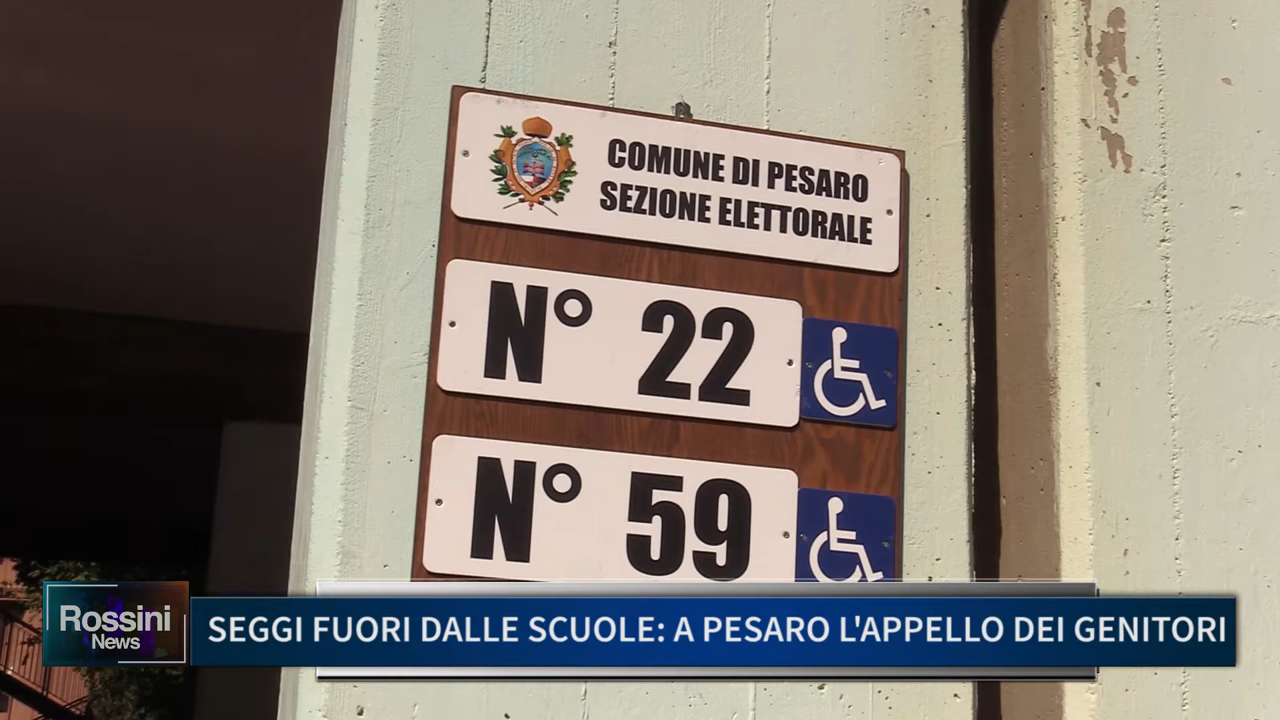 COMUNE DI PESARO
SEZIONE ELETTORALE
N° 22
N° 59
Rossini
News
SEGGI FUORI DALLE SCUOLE: A PESARO L'APPELLO DEI GENITORI